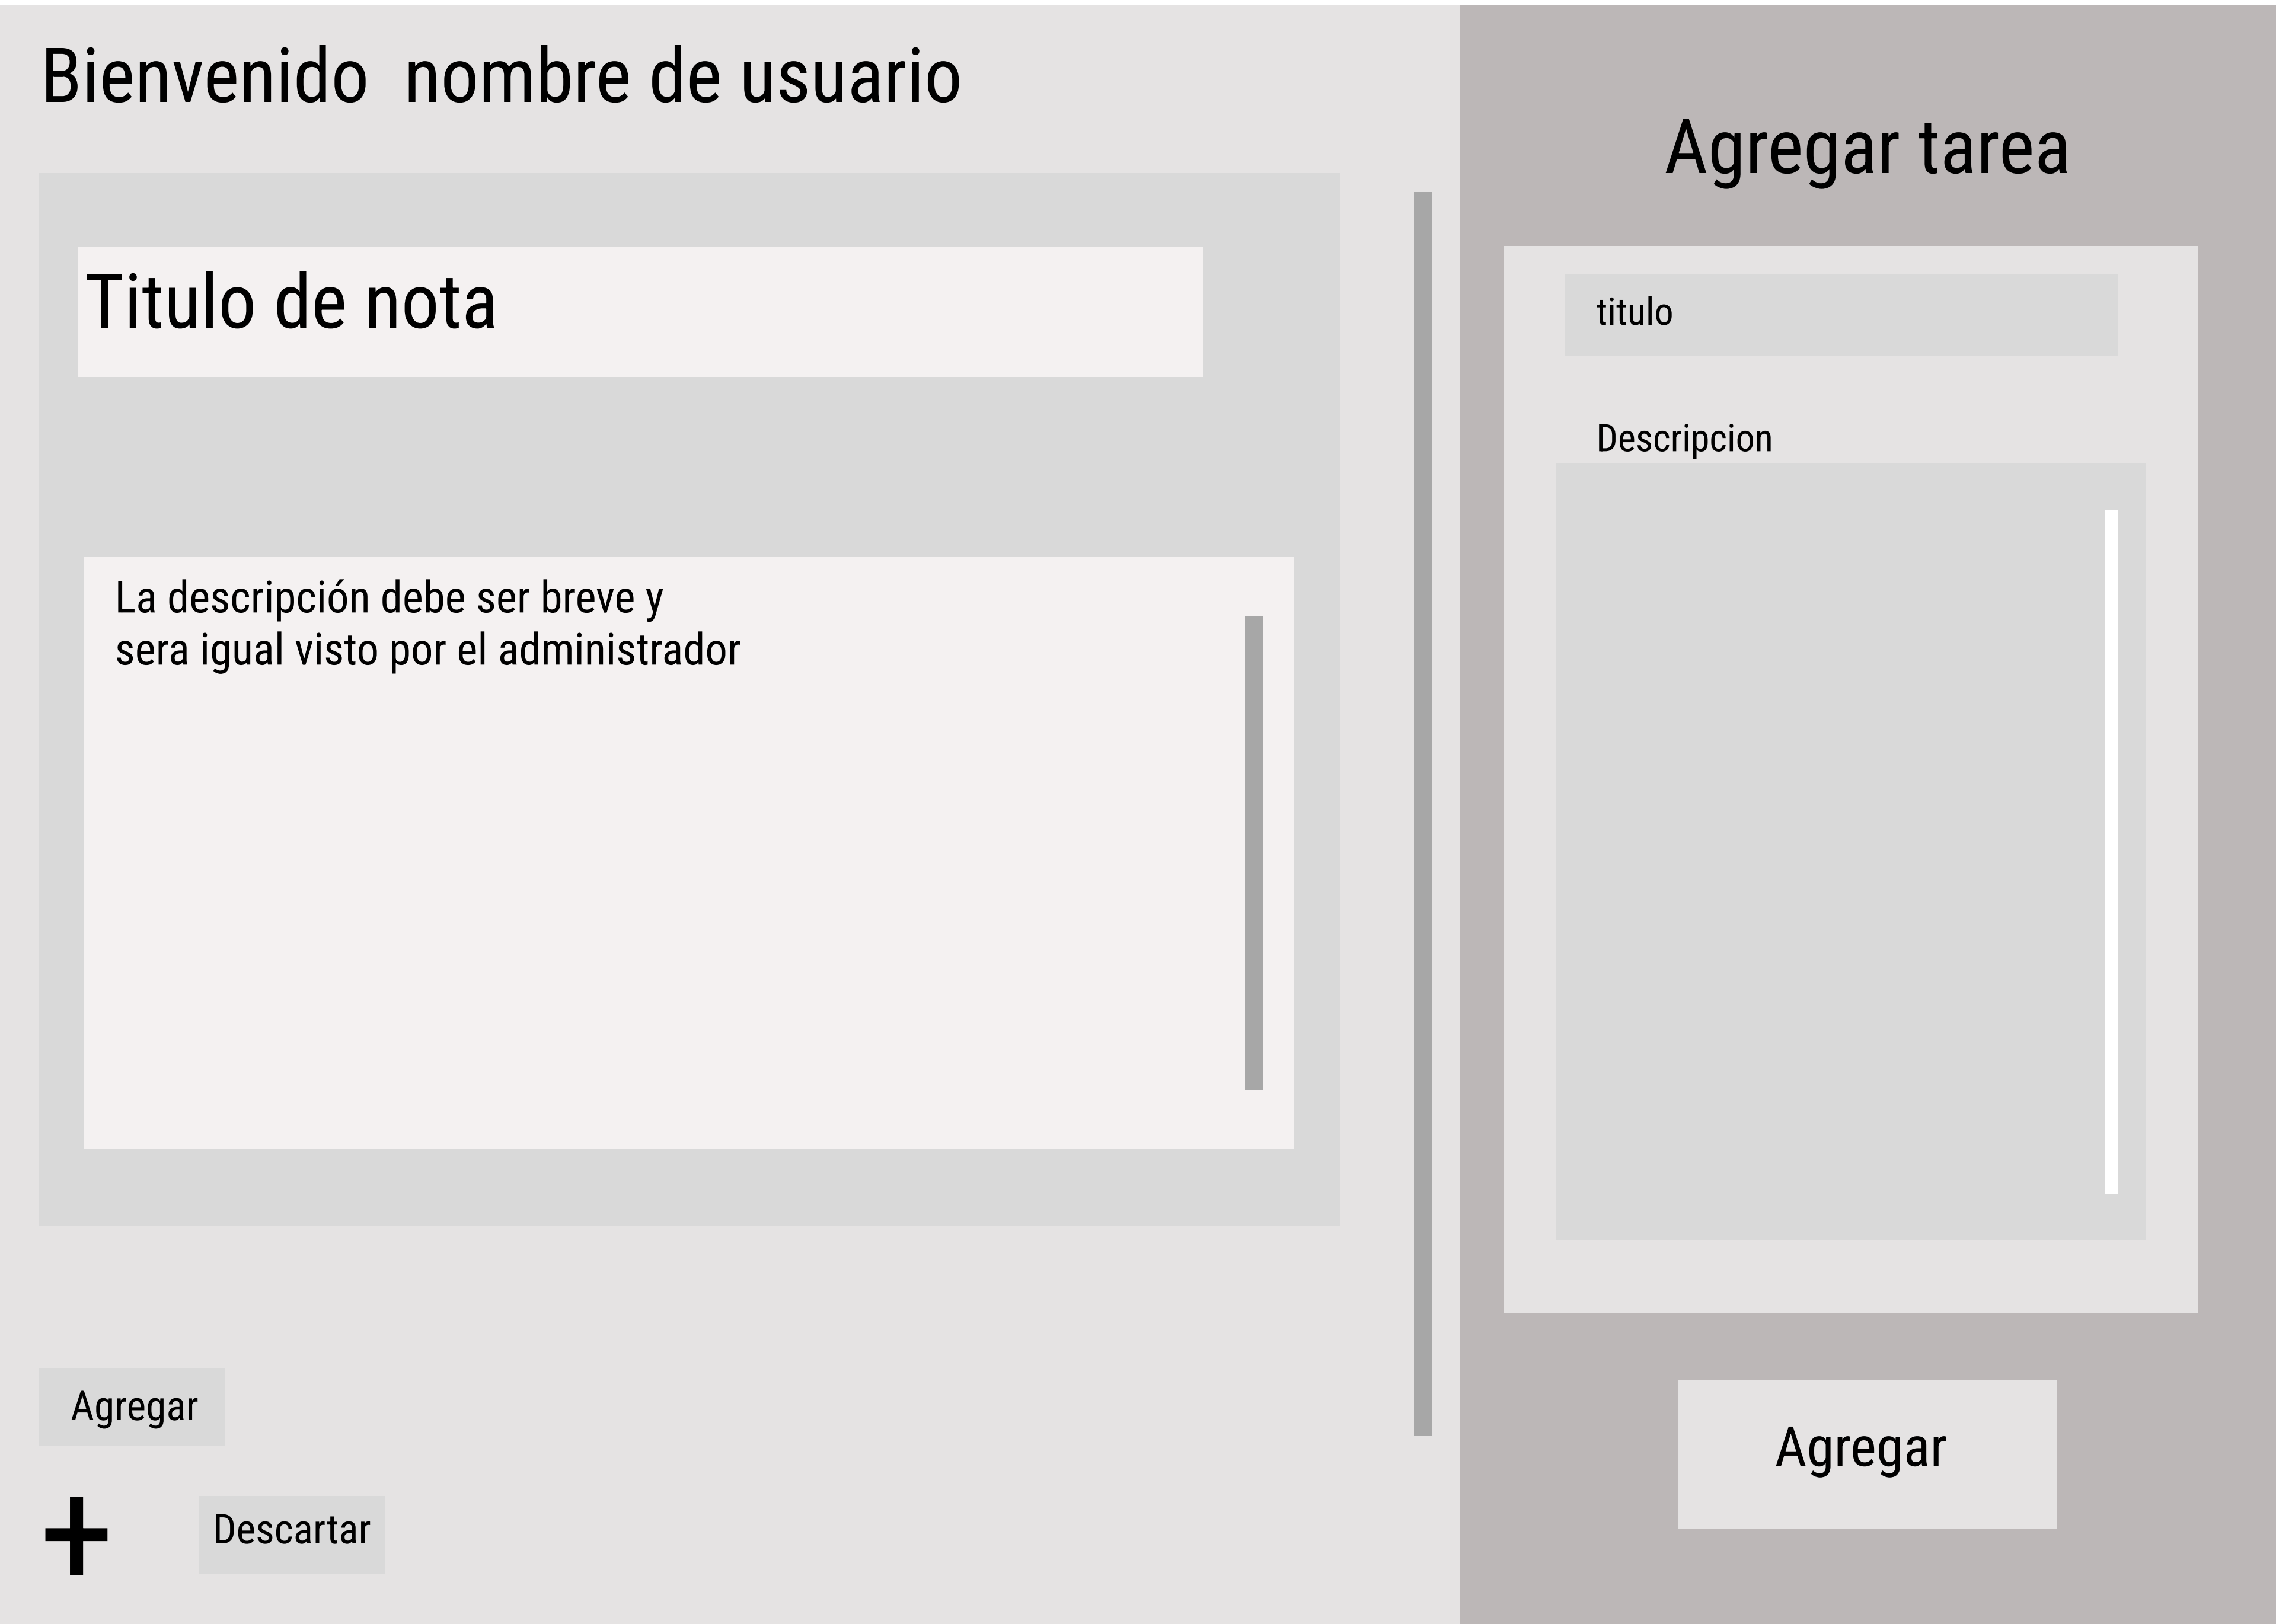 Bienvenido  nombre de usuario
Titulo de nota
La descripción debe ser breve y
sera igual visto por el administrador
Agregar
+
Descartar
Agregar tarea
titulo
Descripcion
Agregar